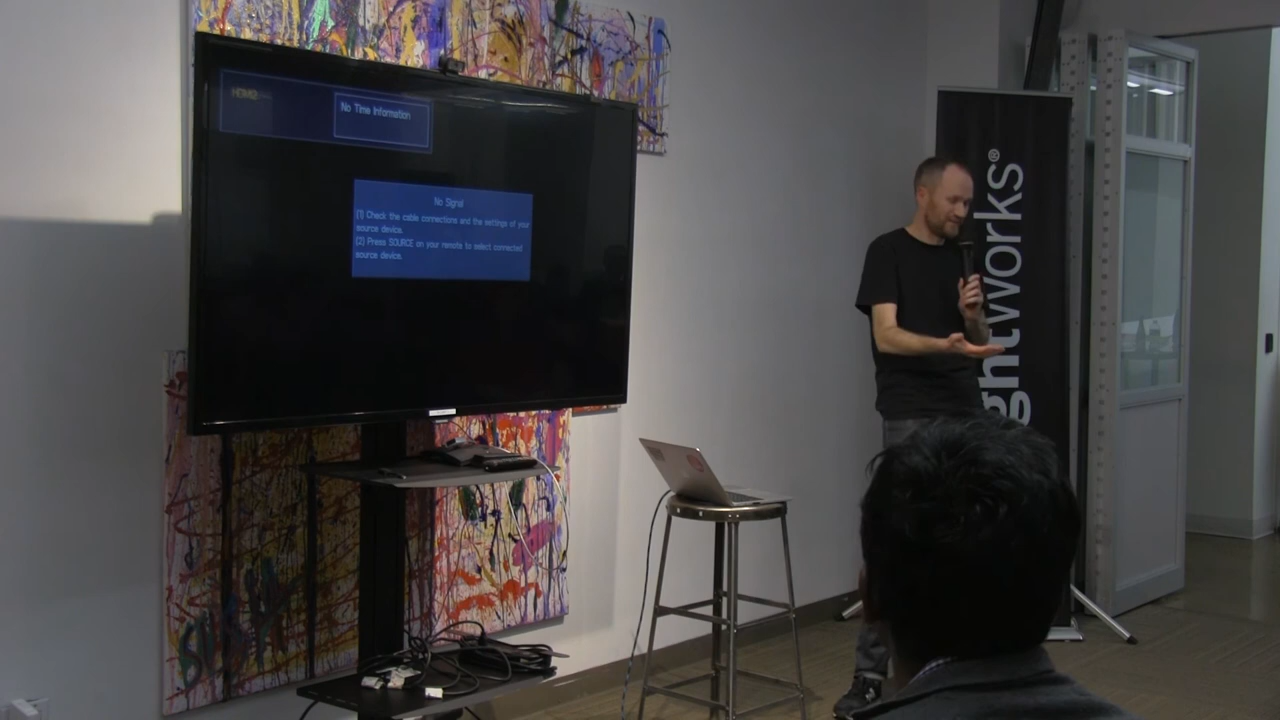 HDMI2
No Time Information
No Signal
(1) Check the cable connections and the settings of your
source device.
(2) Press SOURCE on your remote to select connected
source device.
ghtworks®